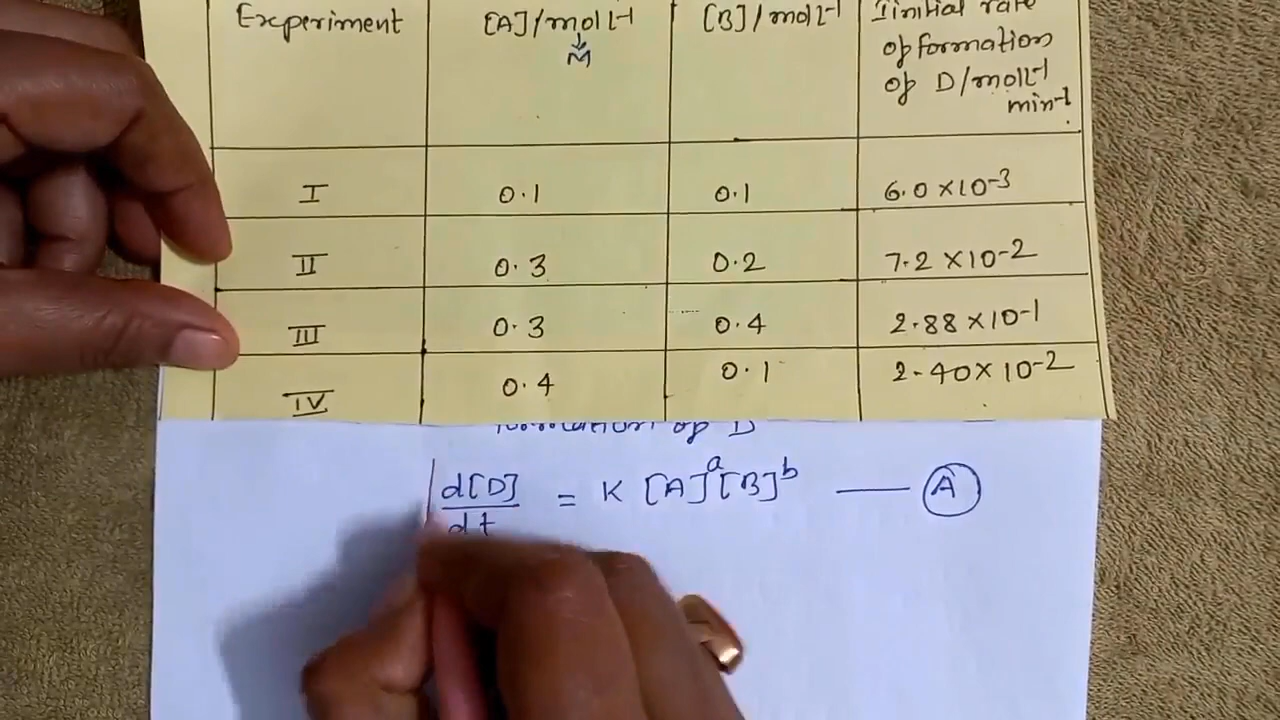 Experiment [A]/mol L-1 [B]/mol L-1 Iinitial rate
M of formation
of D/mol L-1
min-1
I 0.1 0.1 6.0 ×10-3
II 0.3 0.2 7.2 ×10-2
III 0.3 0.4 2.88 ×10-1
IV 0.4 0.1 2.40× 10-2
of D
d[D] = K [A]a[B]b — A
dt